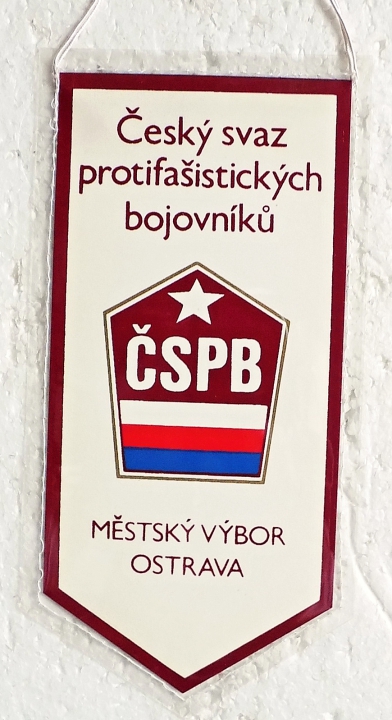 Český svaz
protifašistických
bojovníků
ČSPB
MĚSTSKÝ VÝBOR
OSTRAVA